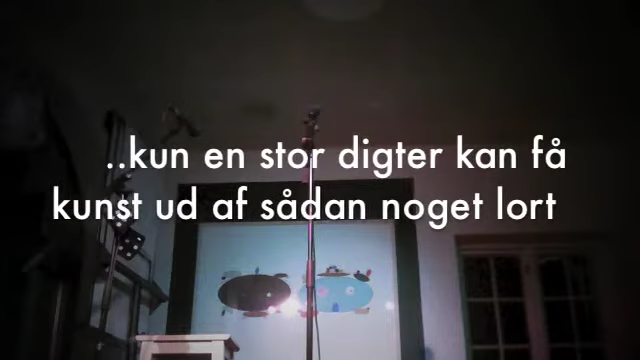 ..kun en stor digter kan få
kunst ud af sådan noget lort